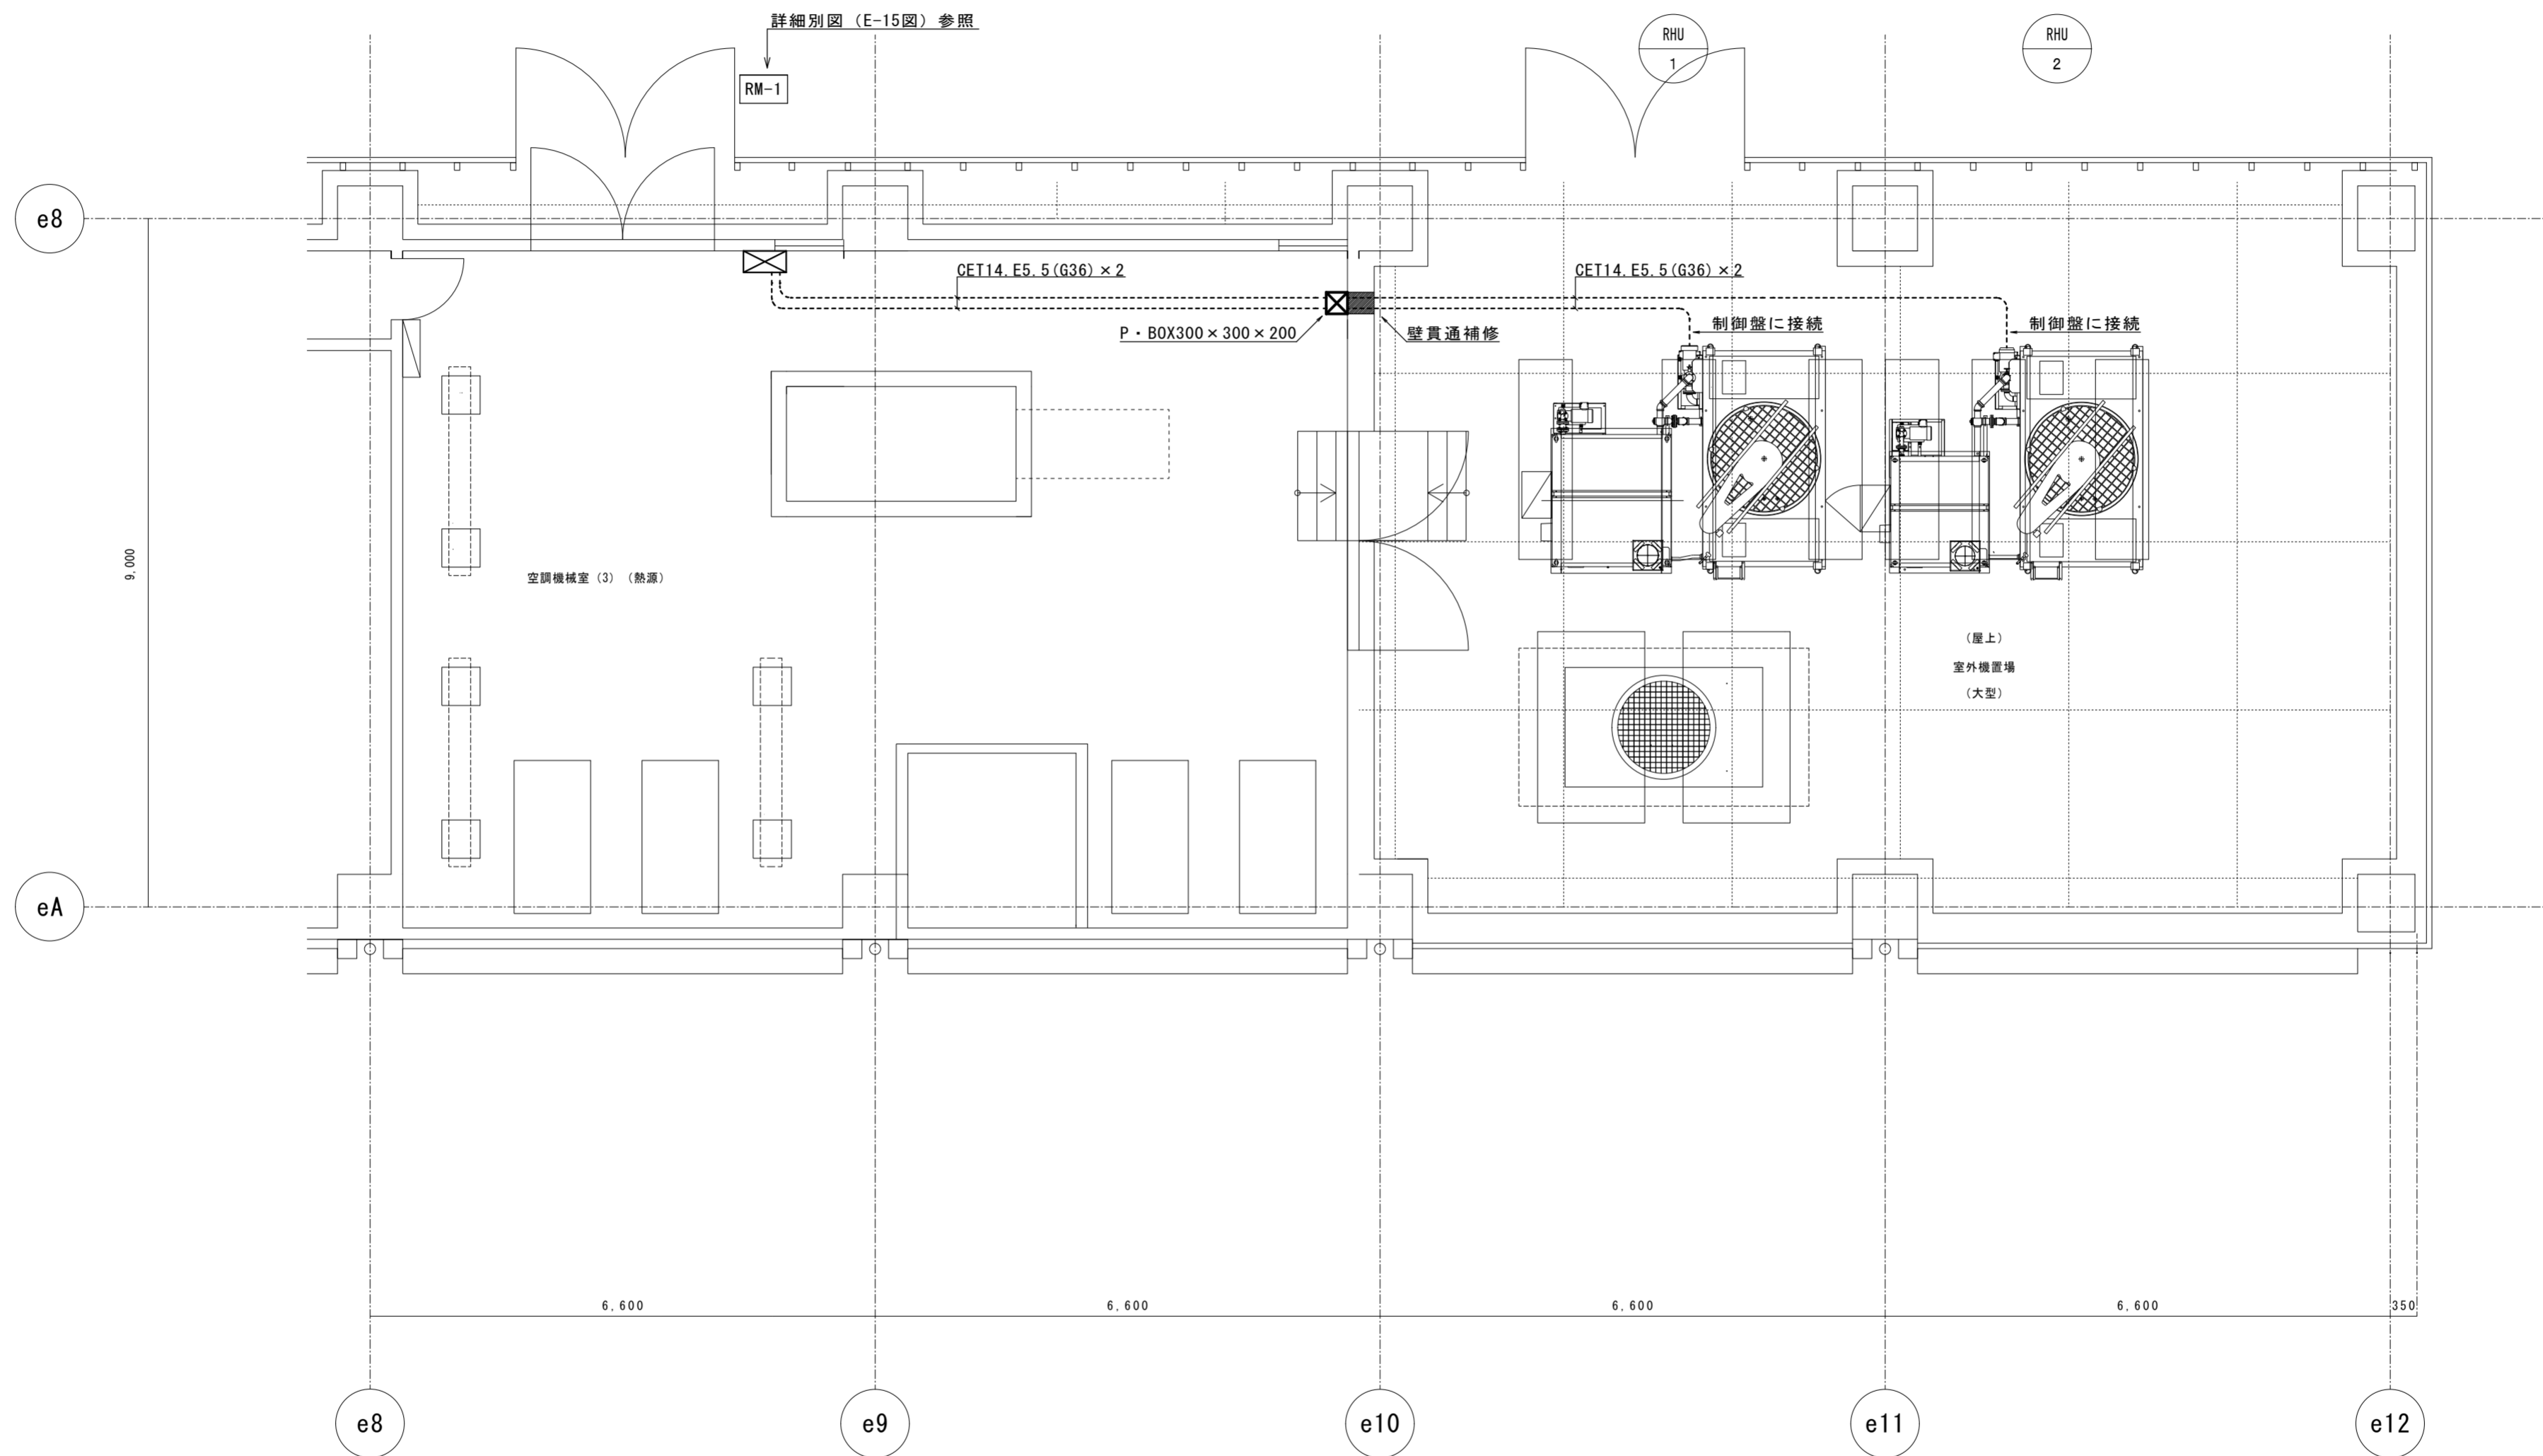 詳細別図（E-15図）参照
RM-1
RHU
1
RHU
2
e8
CET14.E5.5(G36)×2
CET14.E5.5(G36)×2
P・BOX300×300×200
壁貫通補修
制御盤に接続
制御盤に接続
9,000
空調機械室（3）（熱源）
（屋上）
室外機置場
（大型）
eA
6,600
6,600
6,600
6,600
350
e8
e9
e10
e11
e12